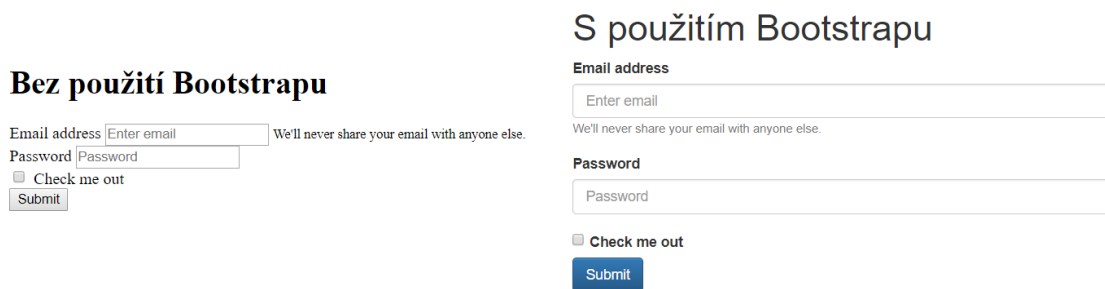 Bez použití Bootstrapu
Email address Enter email We'll never share your email with anyone else.
Password Password
Check me out
Submit
S použitím Bootstrapu
Email address
Enter email
We'll never share your email with anyone else.
Password
Password
Check me out
Submit